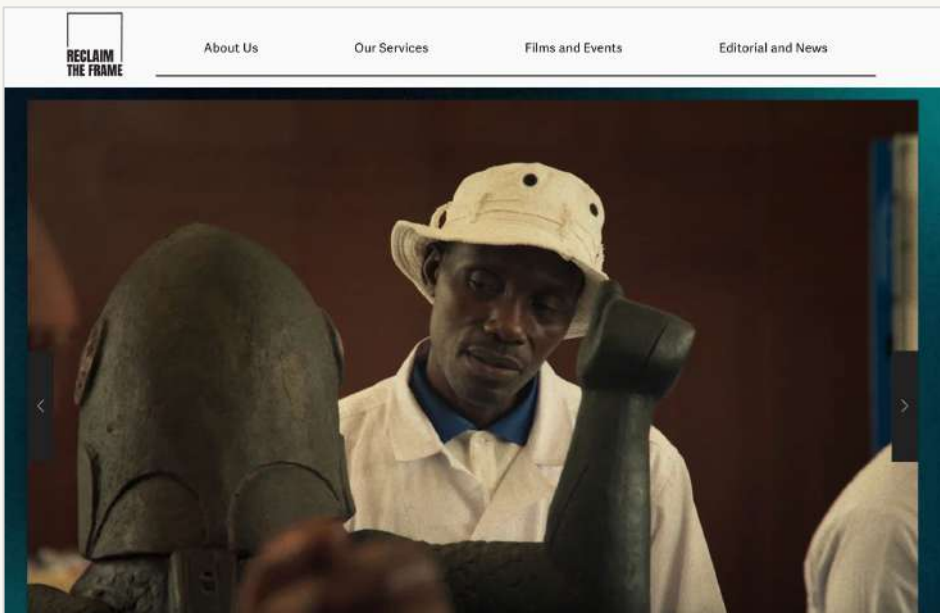 RECLAIM
THE FRAME
About Us
Our Services
Films and Events
Editorial and News